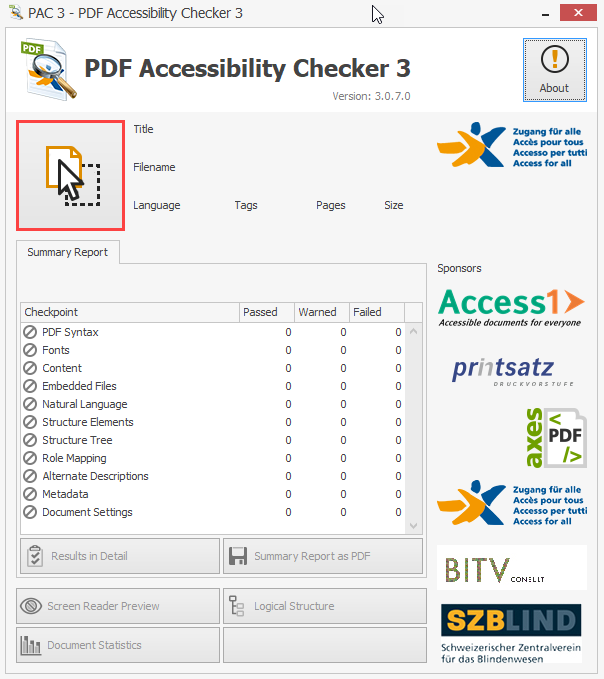 PAC 3 - PDF Accessibility Checker 3
PDF
PDF Accessibility Checker 3
Version: 3.0.7.0
About
Title
Filename
Language Tags Pages Size
Zugang für alle
Accès pour tous
Accesso per tutti
Access for all
Summary Report
Checkpoint Passed Warned Failed
PDF Syntax 0 0 0
Fonts 0 0 0
Content 0 0 0
Embedded Files 0 0 0
Natural Language 0 0 0
Structure Elements 0 0 0
Structure Tree 0 0 0
Role Mapping 0 0 0
Alternate Descriptions 0 0 0
Metadata 0 0 0
Document Settings 0 0 0
Results in Detail
Summary Report as PDF
Screen Reader Preview
Logical Structure
Document Statistics
Sponsors
Access1
Accessible documents for everyone
printsatz
DRUCKVORSTUFE
axes
<
PDF
/>
Zugang für alle
Accès pour tous
Accesso per tutti
Access for all
BITV
CONSULT
SZBLIND
Schweizerischer Zentralverein
für das Blindenwesen